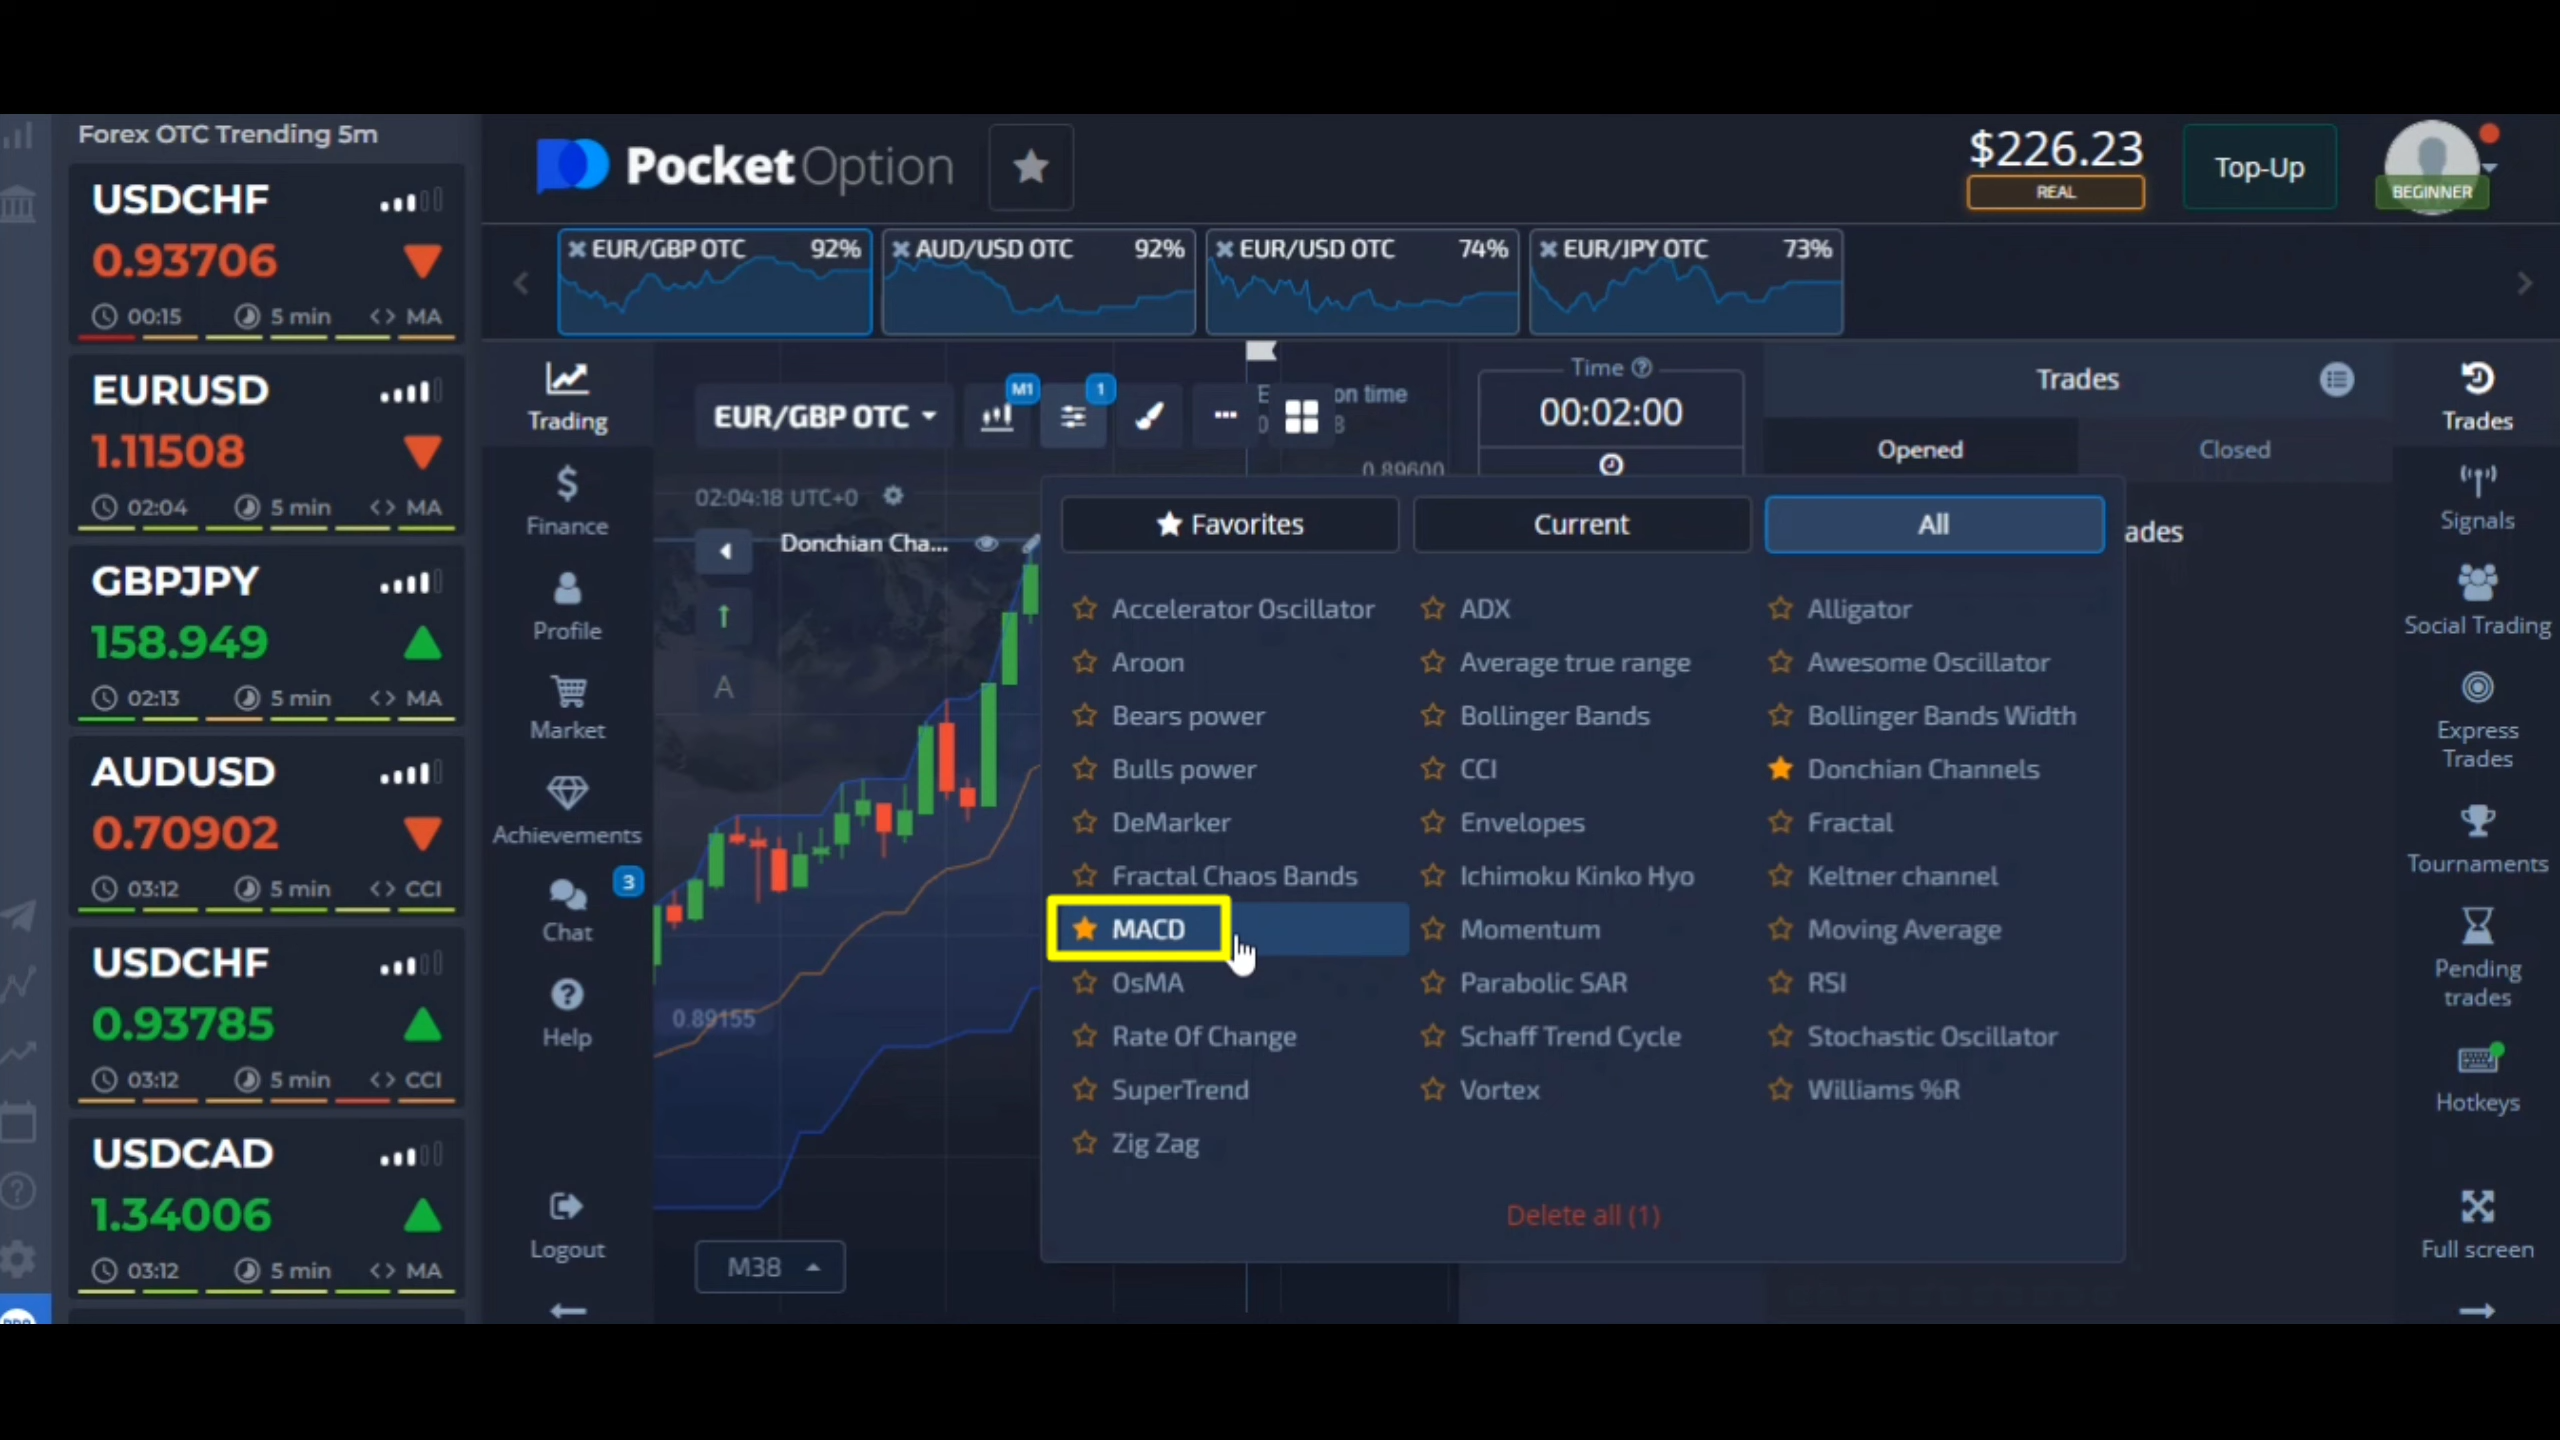 Forex OTC Trending 5m
USDCHF
0.93706
00:15 5 min <> MA
EURUSD
1.11508
02:04 5 min <> MA
GBPJPY
158.949
02:13 5 min <> MA
AUDUSD
0.70902
03:12 5 min <> CCI
USDCHF
0.93785
03:12 5 min <> CCI
USDCAD
1.34006
03:12 5 min <> MA
PocketOption
$226.23
REAL
Top-Up
BEGINNER
EUR/GBP OTC 92%
AUD/USD OTC 92%
EUR/USD OTC 74%
EUR/JPY OTC 73%
Trading
Finance
Profile
Market
Achievements
3
Chat
Help
Logout
EUR/GBP OTC
M1
1
on time
0.89600
02:04:18 UTC+0
Donchian Cha...
A
0.89155
M38
Time
00:02:00
Favorites Current All
Accelerator Oscillator ADX Alligator
Aroon Average true range Awesome Oscillator
Bears power Bollinger Bands Bollinger Bands Width
Bulls power CCI Donchian Channels
DeMarker Envelopes Fractal
Fractal Chaos Bands Ichimoku Kinko Hyo Keltner channel
MACD Momentum Moving Average
OsMA Parabolic SAR RSI
Rate Of Change Schaff Trend Cycle Stochastic Oscillator
SuperTrend Vortex Williams %R
Zig Zag
Delete all (1)
Trades
Opened Closed
ades
Trades
Signals
Social Trading
Express
Trades
Tournaments
Pending
trades
Hotkeys
Full screen